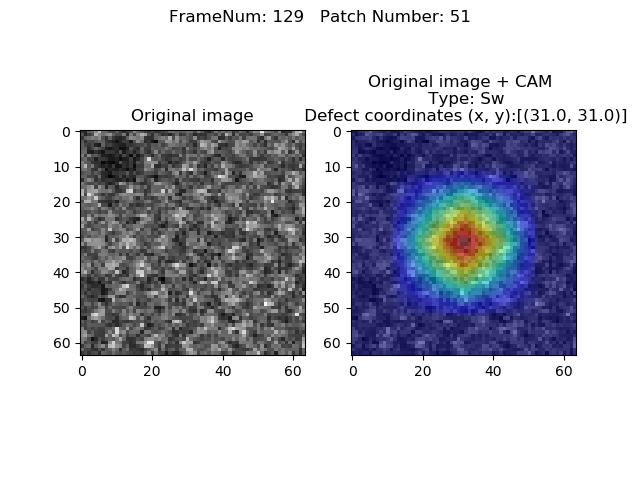 FrameNum: 129   Patch Number: 51
Original image
Original image + CAM
Type: Sw
Defect coordinates (x, y):[(31.0, 31.0)]
0
10
20
30
40
50
60
0 20 40 60
0
10
20
30
40
50
60
0 20 40 60